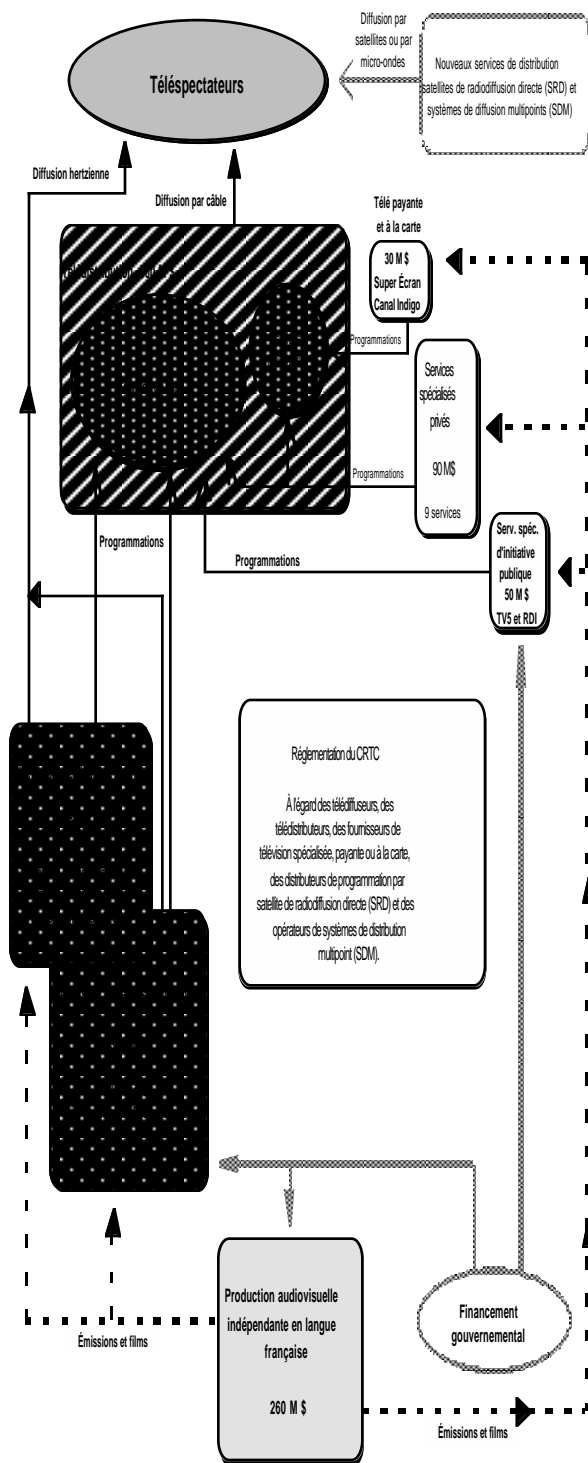 Diffusion par
satellites ou par
micro-ondes
Nouveaux services de distribution
satellites de radiodiffusion directe (SRD) et
systèmes de diffusion multipoints (SDM)
Téléspectateurs
Diffusion hertzienne
Diffusion par câble
Télé payante
et à la carte
30 M $
Super Écran
Canal Indigo
Programmations
Services
spécialisés
privés
90 M$
9 services
Programmations
Serv. spéc.
d'initiative
publique
50 M $
TV5 et RDI
Programmations
Programmations
Réglementation du CRTC
À l'égard des télédiffuseurs, des
télédistributeurs, des fournisseurs de
télévision spécialisée, payante ou à la carte,
des distributeurs de programmation par
satellite de radiodiffusion directe (SRD) et des
opérateurs de systèmes de distribution
multipoint (SDM).
Production audiovisuelle
indépendante en langue
française
260 M $
Financement
gouvernemental
Émissions et films
Émissions et films